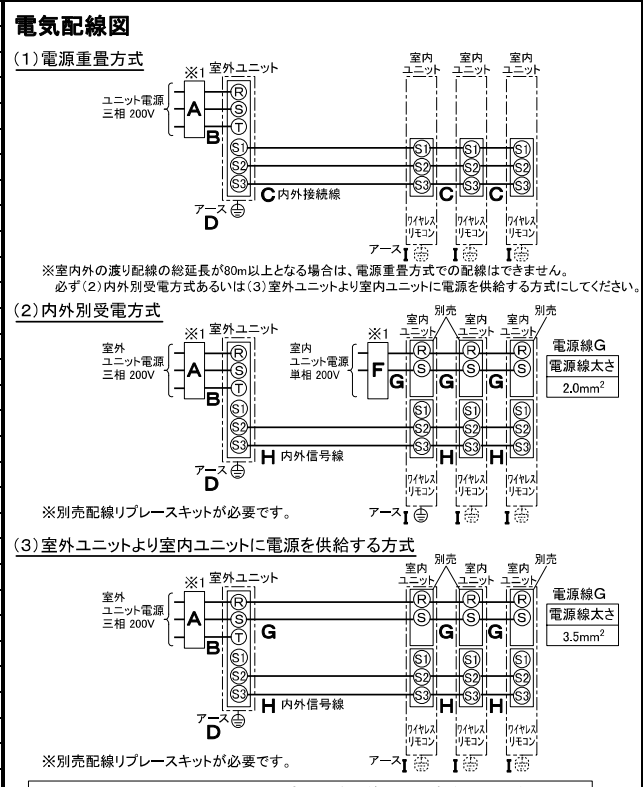 電気配線図
(1)電源重畳方式
※1
室外ユニット
室内ユニット
室内ユニット
室内ユニット
ユニット電源
三相 200V
A
B
R
S
T
S1
S2
S3
S1
S2
S3
S1
S2
S3
S1
S2
S3
C 内外接続線
C
C
アース
D
ワイヤレスリモコン
ワイヤレスリモコン
ワイヤレスリモコン
アース
I
I
I
※室内外の渡り配線の総延長が80m以上となる場合は、電源重畳方式での配線はできません。
必ず(2)内外別受電方式あるいは(3)室外ユニットより室内ユニットに電源を供給する方式にしてください。
(2)内外別受電方式
※1
室外ユニット
※1
室内ユニット
別売
室内ユニット
室内ユニット
別売
室外
ユニット電源
三相 200V
A
B
R
S
T
S1
S2
S3
室内
ユニット電源
単相 200V
F
G
G
G
R
S
R
S
R
S
S1
S2
S3
S1
S2
S3
S1
S2
S3
電源線G
電源線太さ
2.0mm²
H 内外信号線
H
H
アース
D
ワイヤレスリモコン
ワイヤレスリモコン
ワイヤレスリモコン
※別売配線リプレースキットが必要です。
アース
I
I
I
(3)室外ユニットより室内ユニットに電源を供給する方式
※1
室外ユニット
室内ユニット
別売
室内ユニット
室内ユニット
別売
室外
ユニット電源
三相 200V
A
B
R
S
T
S1
S2
S3
G
G
G
R
S
R
S
R
S
S1
S2
S3
S1
S2
S3
S1
S2
S3
電源線G
電源線太さ
3.5mm²
H 内外信号線
H
H
アース
D
ワイヤレスリモコン
ワイヤレスリモコン
ワイヤレスリモコン
※別売配線リプレースキットが必要です。
アース
I
I
I